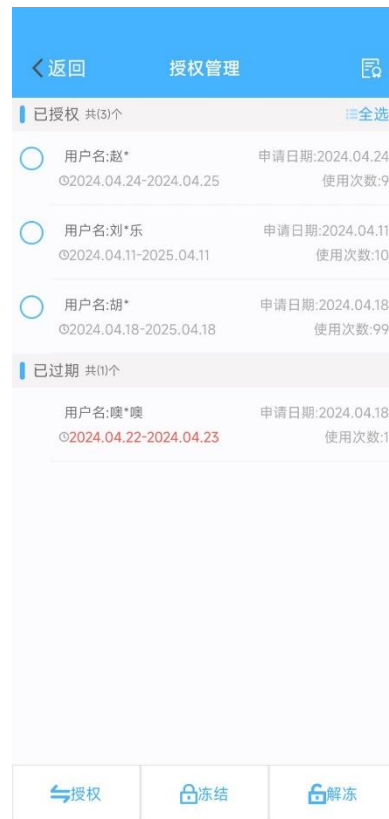 返回 授权管理
已授权 共(3)个 全选
用户名:赵* 申请日期:2024.04.24
2024.04.24-2024.04.25 使用次数:9
用户名:刘*乐 申请日期:2024.04.11
2024.04.11-2025.04.11 使用次数:10
用户名:胡* 申请日期:2024.04.18
2024.04.18-2025.04.18 使用次数:99
已过期 共(1)个
用户名:噢*噢 申请日期:2024.04.18
2024.04.22-2024.04.23 使用次数:1
授权 冻结 解冻